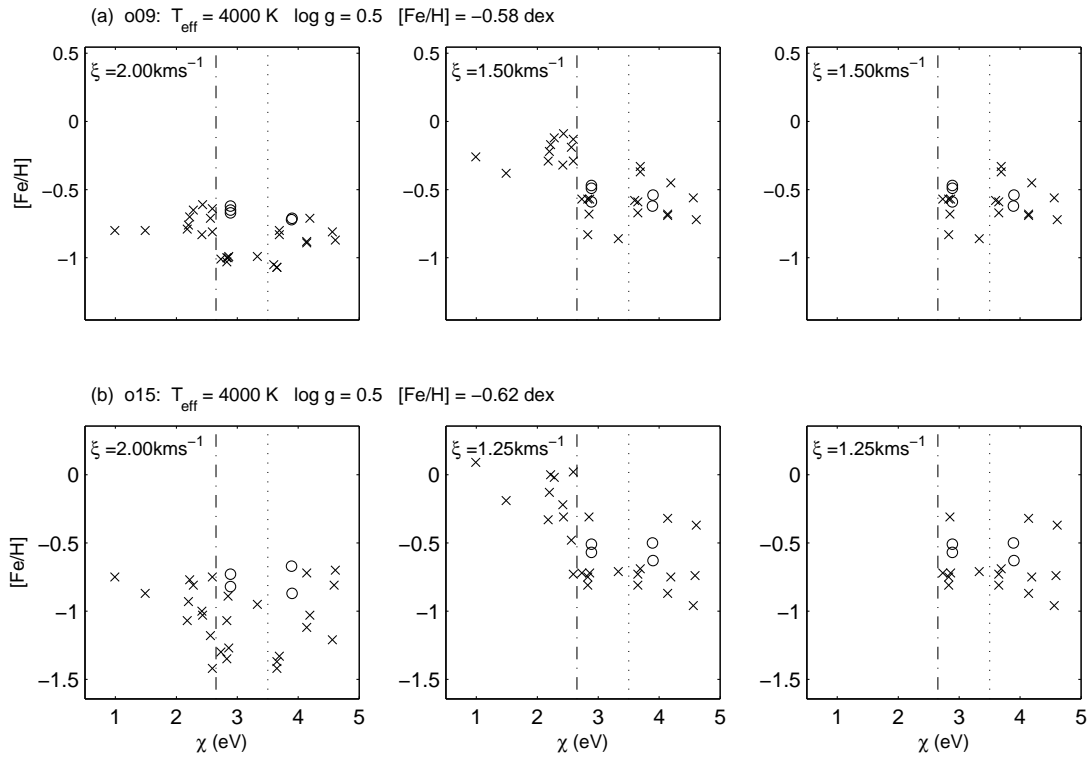 (a) o09: T_eff = 4000 K log g = 0.5 [Fe/H] = −0.58 dex
ξ =2.00kms⁻¹
ξ =1.50kms⁻¹
ξ =1.50kms⁻¹
0.5
0
−0.5
−1
[Fe/H]
0.5
0
−0.5
−1
0.5
0
−0.5
−1
(b) o15: T_eff = 4000 K log g = 0.5 [Fe/H] = −0.62 dex
ξ =2.00kms⁻¹
ξ =1.25kms⁻¹
ξ =1.25kms⁻¹
0
−0.5
−1
−1.5
[Fe/H]
0
−0.5
−1
−1.5
0
−0.5
−1
−1.5
1 2 3 4 5
1 2 3 4 5
1 2 3 4 5
χ (eV)
χ (eV)
χ (eV)